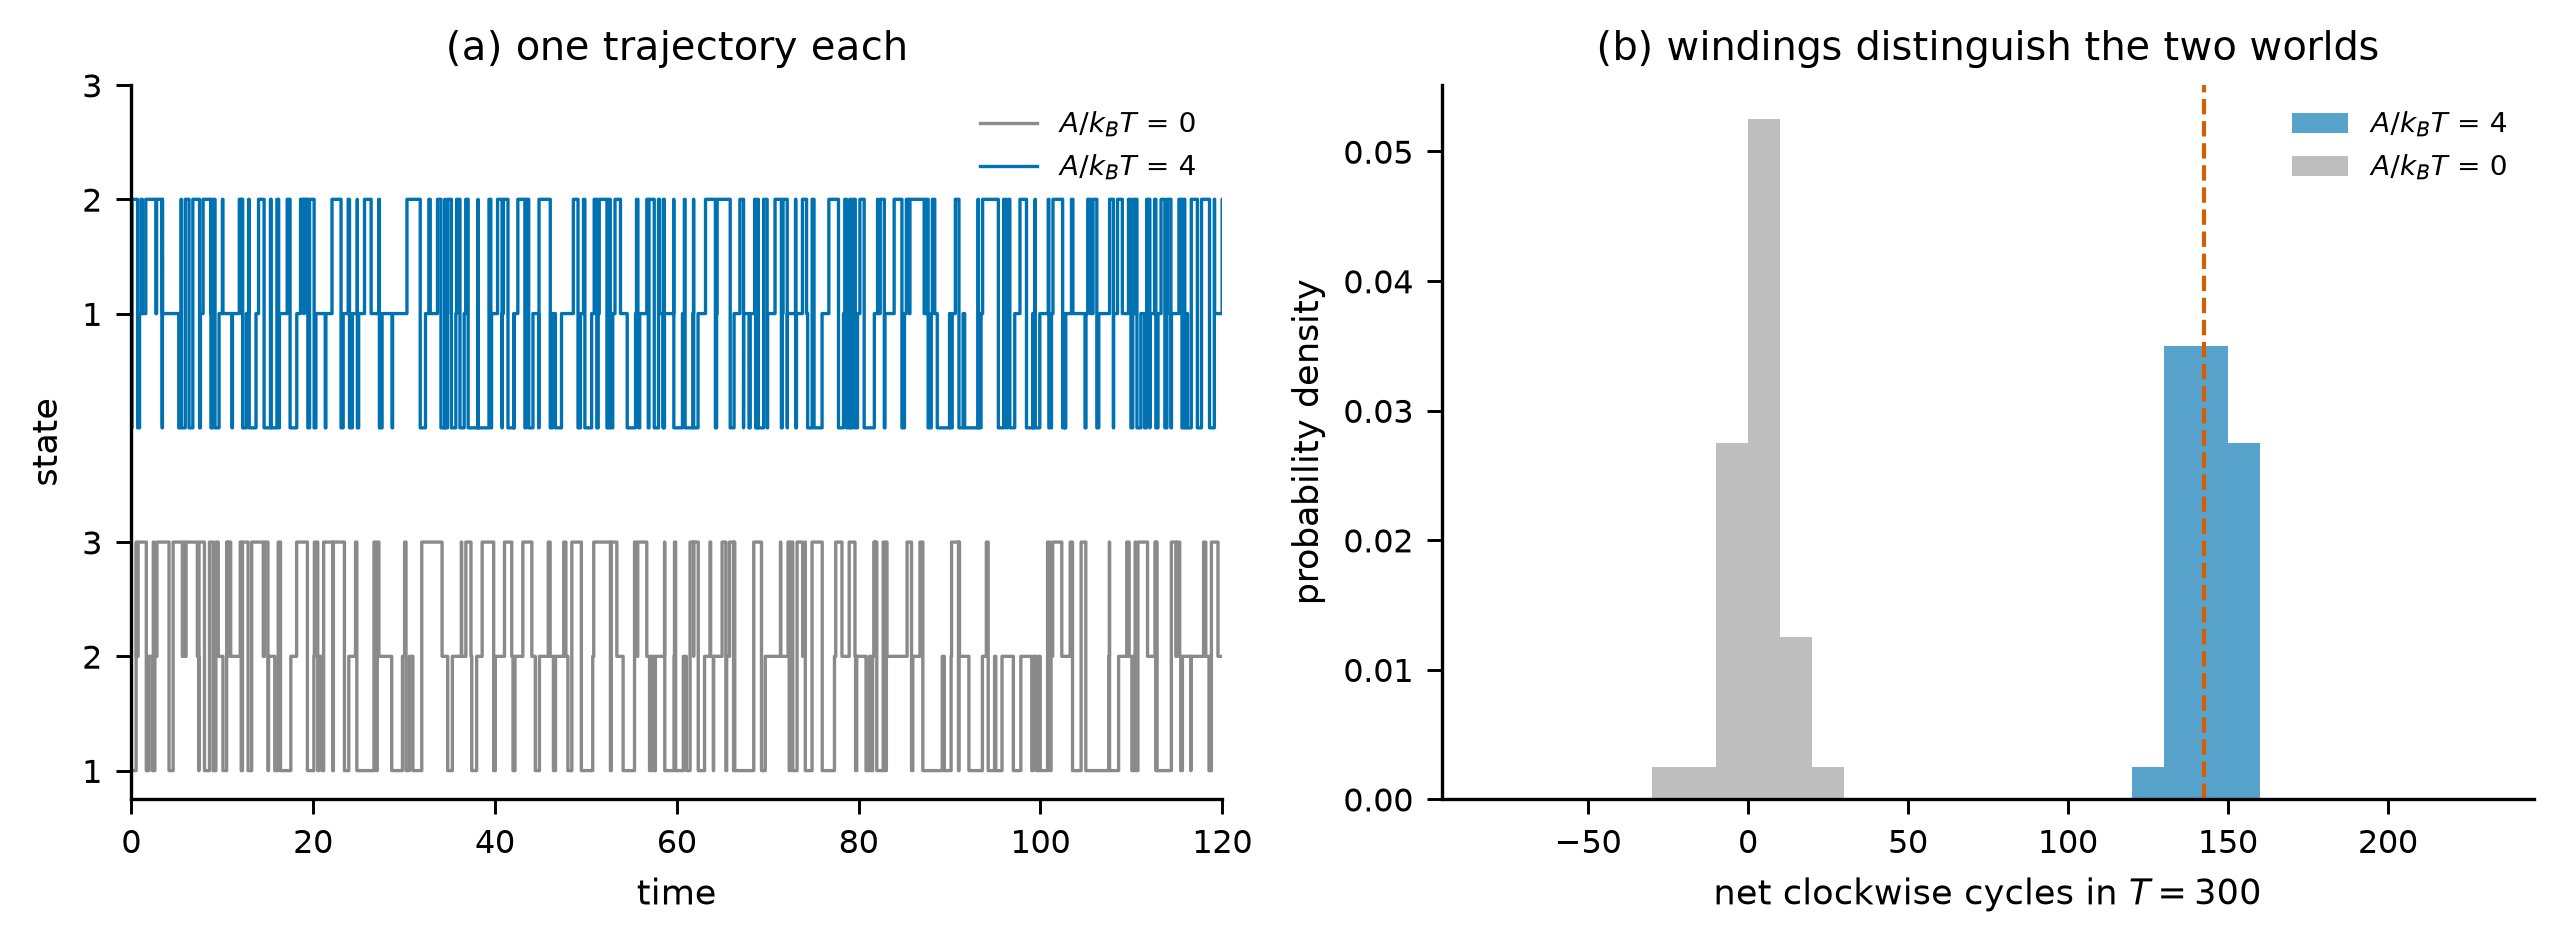 (a) one trajectory each
state
3
2
1
3
2
1
A/k_BT = 0
A/k_BT = 4
0 20 40 60 80 100 120
time
(b) windings distinguish the two worlds
probability density
0.05
0.04
0.03
0.02
0.01
0.00
A/k_BT = 4
A/k_BT = 0
−50 0 50 100 150 200
net clockwise cycles in T = 300